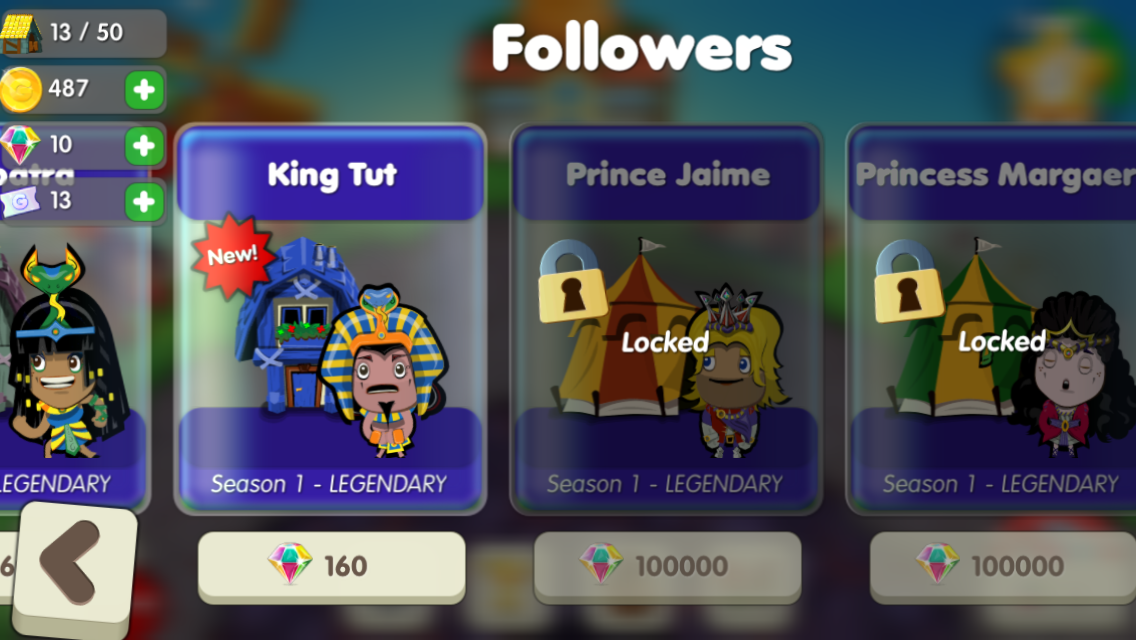 Followers
13 / 50
487
10
13
King Tut
New!
Season 1 - LEGENDARY
160
Prince Jaime
Locked
Season 1 - LEGENDARY
100000
Princess Margaer
Locked
Season 1 - LEGENDARY
100000
LEGENDARY